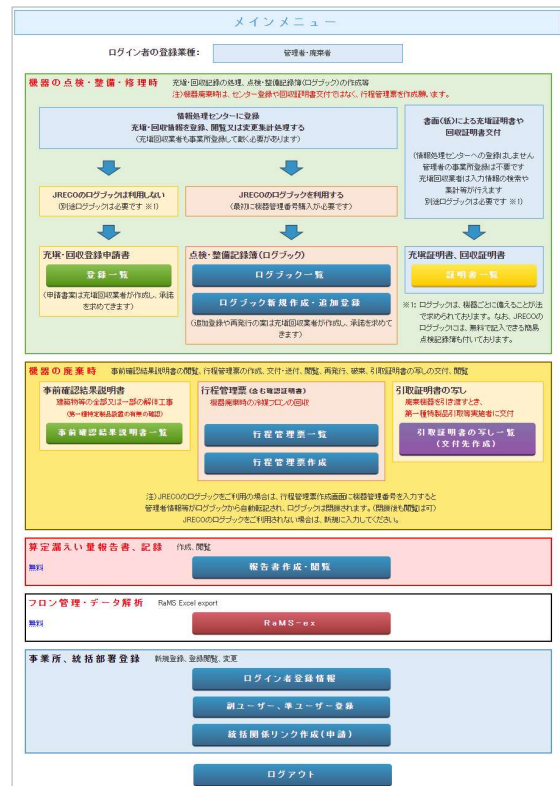 メインメニュー
ログイン者の登録業種: 管理者・廃棄者
機器の点検・整備・修理時 充填・回収記録の処理、点検・整備記録簿(ログブック)の作成等
注)機器廃棄時は、センター登録や回収証明書交付ではなく、行程管理票を作成願います。
情報処理センターに登録
充填・回収情報を登録、閲覧又は変更集計処理する
(充填回収業者も事業所登録して頂く必要があります)
書面(紙)による充填証明書や
回収証明書交付
(情報処理センターへの登録はしません
管理者の事業所登録は不要です
充填回収業者は入力情報の検索や
集計等が行えます
別途ログブックは必要です ※1)
JRECOのログブックは利用しない
(別途ログブックは必要です ※1)
JRECOのログブックを利用する
(最初に機器管理番号購入が必要です)
充填・回収登録申請書
登録一覧
(申請書案は充填回収業者が作成し、承諾
を求めてきます)
点検・整備記録簿(ログブック)
ログブック一覧
ログブック新規作成・追加登録
(追加登録や再発行の案は充填回収業者が作成し、承諾を求めて
きます)
充填証明書、回収証明書
証明書一覧
※1: ログブックは、機器ごとに備えることが法
で求められております。なお、JRECOの
ログブックには、無料で記入できる簡易
点検記録簿も付いております。
機器の廃棄時 事前確認結果説明書の閲覧、行程管理票の作成、交付・送付、閲覧、再発行、破棄、引取証明書の写しの交付、閲覧
事前確認結果説明書
建築物等の全部又は一部の解体工事
(第一種特定製品設置の有無の確認)
事前確認結果説明書一覧
行程管理票(含も確認証明書)
機器廃棄時の冷媒フロンの回収
行程管理票一覧
行程管理票作成
引取証明書の写し
廃棄機器を引き渡すとき、
第一種特製品引取等実施者に交付
引取証明書の写し一覧
(交付先作成)
注) JRECOのログブックをご利用の場合は、行程管理票作成画面に機器管理番号を入力すると
管理者情報等がログブックから自動転記され、ログブックは閉鎖されます。(閉鎖後も閲覧は可)
JRECOのログブックをご利用されない場合は、新規に入力してください。
算定漏えい量報告書、記録 作成、閲覧
無料
報告書作成・閲覧
フロン管理・データ解析 RaMS Excel export
無料
RaMS-ex
事業所、統括部署登録 新規登録、登録閲覧、変更
ログイン者登録情報
副ユーザー、準ユーザー登録
統括関係リンク作成(申請)
ログアウト